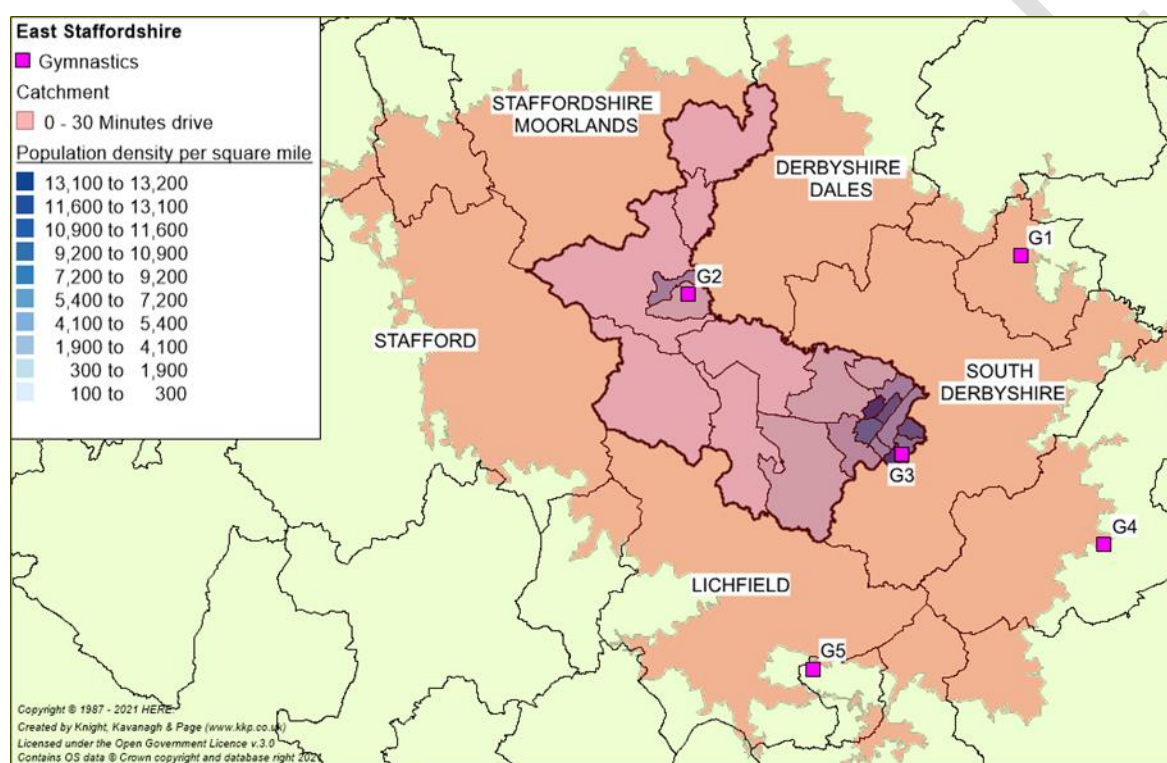 East Staffordshire
Gymnastics
Catchment
0 - 30 Minutes drive
Population density per square mile
13,100 to 13,200
11,600 to 13,100
10,900 to 11,600
9,200 to 10,900
7,200 to 9,200
5,400 to 7,200
4,100 to 5,400
1,900 to 4,100
300 to 1,900
100 to 300
STAFFORDSHIRE
MOORLANDS
DERBYSHIRE
DALES
G1
G2
STAFFORD
SOUTH
DERBYSHIRE
G3
G4
LICHFIELD
G5
Copyright © 1987 - 2021 HERE
Created by Knight, Kavanagh & Page (www.kkp.co.uk)
Licensed under the Open Government Licence v.3.0
Contains OS data © Crown copyright and database right 2021